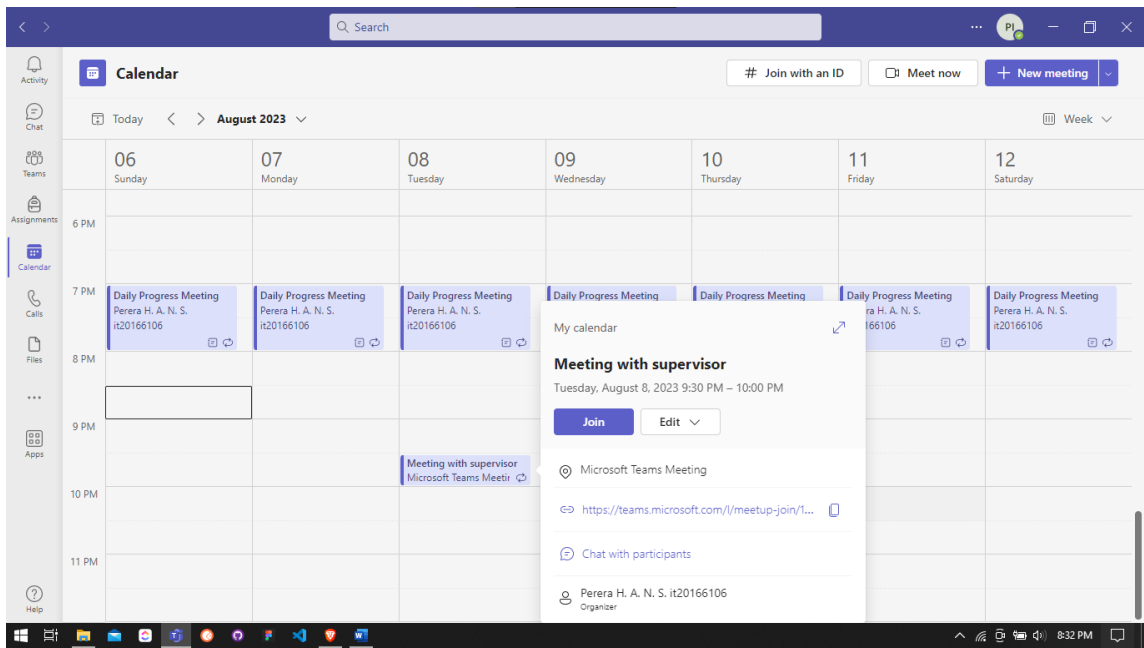 Search
PI
Activity
Chat
Teams
Assignments
Calendar
Calls
Files
Apps
Help
Calendar
# Join with an ID
Meet now
New meeting
Today
August 2023
Week
06
Sunday
07
Monday
08
Tuesday
09
Wednesday
10
Thursday
11
Friday
12
Saturday
6 PM
7 PM
8 PM
9 PM
10 PM
11 PM
Daily Progress Meeting
Perera H. A. N. S.
it20166106
Daily Progress Meeting
Perera H. A. N. S.
it20166106
Daily Progress Meeting
Perera H. A. N. S.
it20166106
Daily Progress Meeting
Daily Progress Meeting
Daily Progress Meeting
ra H. A. N. S.
166106
Daily Progress Meeting
Perera H. A. N. S.
it20166106
Meeting with supervisor
Microsoft Teams Meetir
My calendar
Meeting with supervisor
Tuesday, August 8, 2023 9:30 PM – 10:00 PM
Join
Edit
Microsoft Teams Meeting
https://teams.microsoft.com/l/meetup-join/1...
Chat with participants
Perera H. A. N. S. it20166106
Organizer
8:32 PM